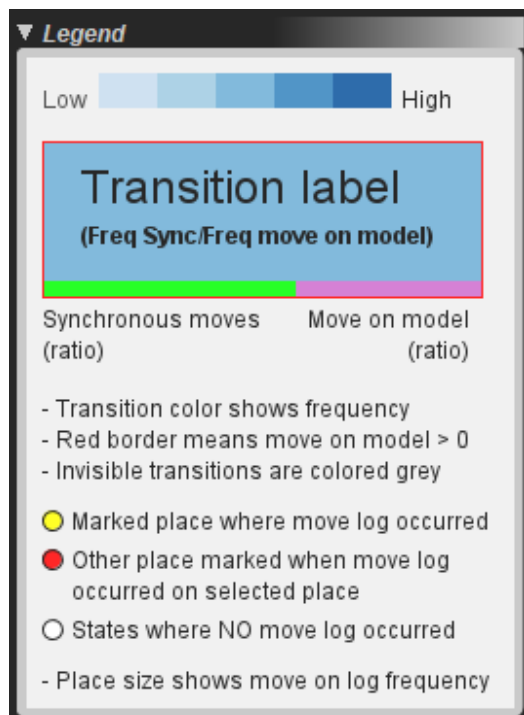 Legend
Low High
Transition label
(Freq Sync/Freq move on model)
Synchronous moves Move on model
(ratio) (ratio)
- Transition color shows frequency
- Red border means move on model > 0
- Invisible transitions are colored grey
Marked place where move log occurred
Other place marked when move log
occurred on selected place
States where NO move log occurred
- Place size shows move on log frequency